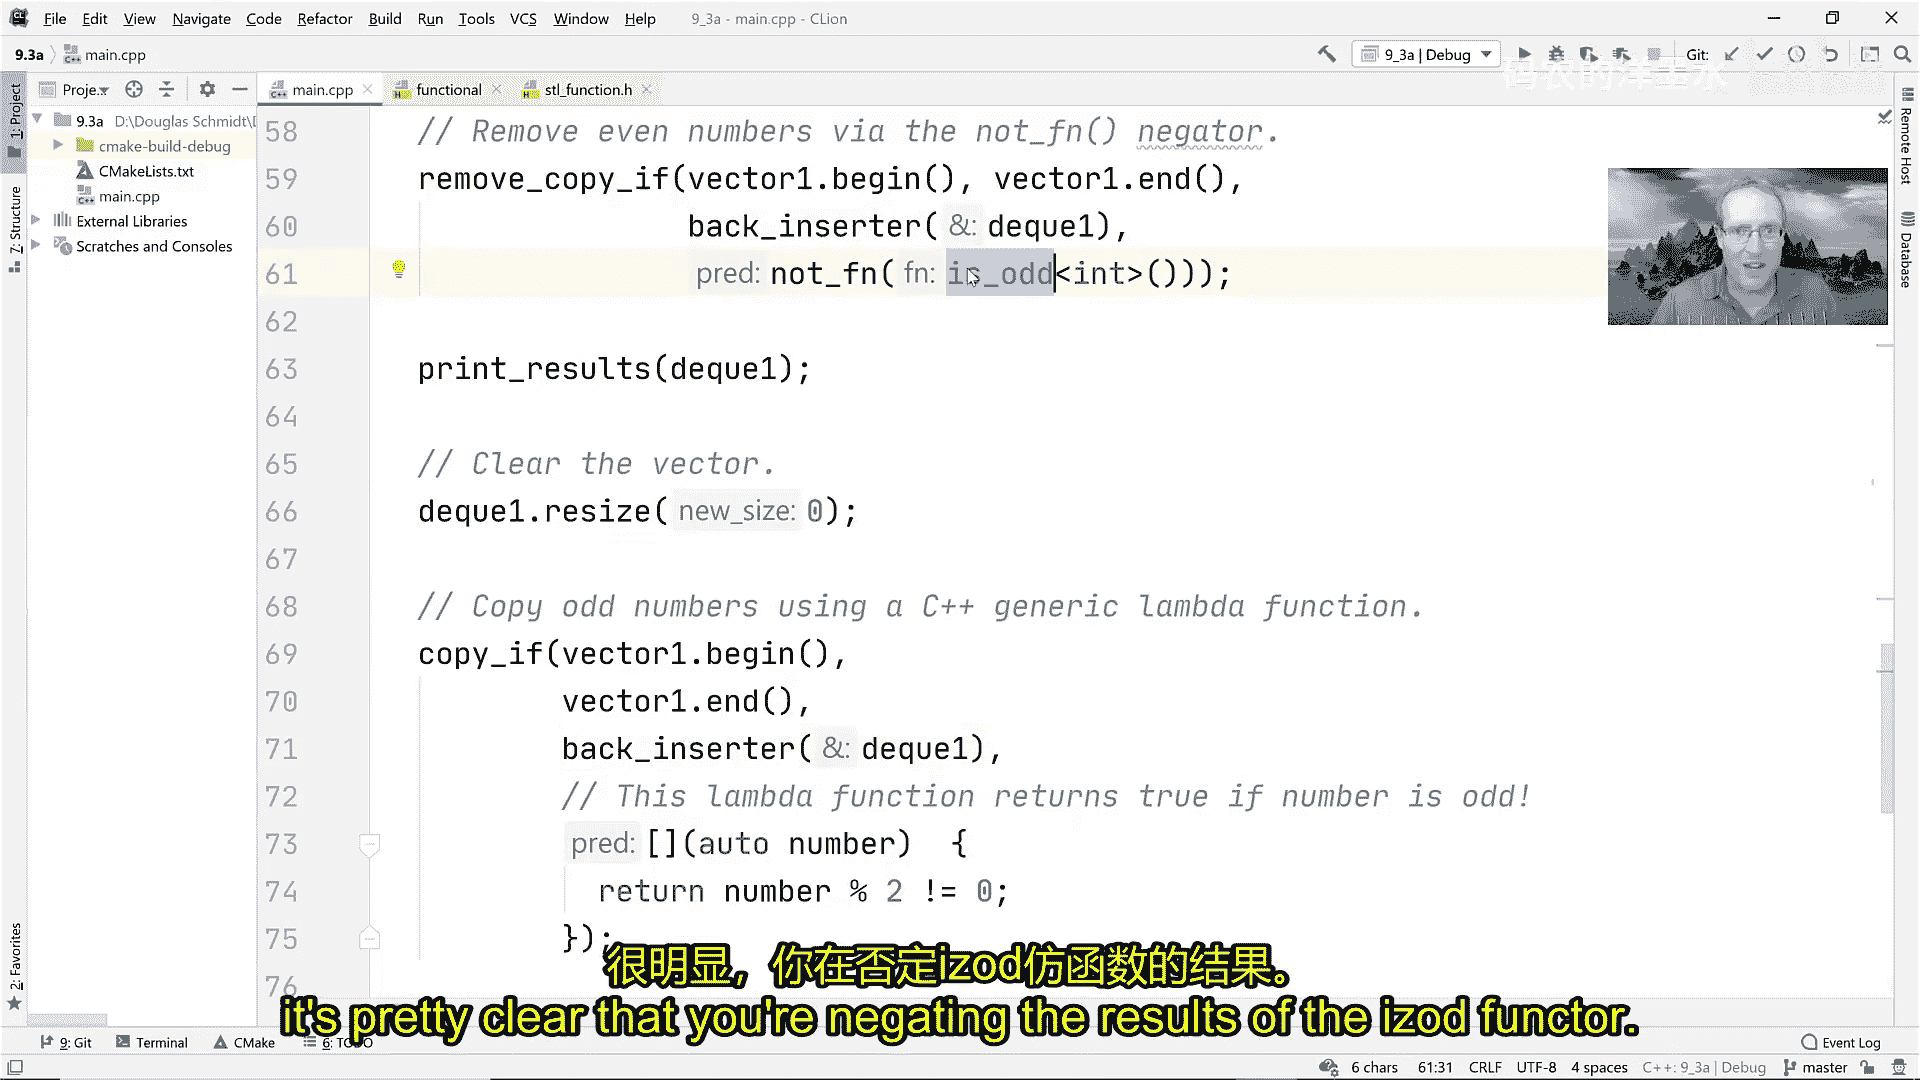 File Edit View Navigate Code Refactor Build Run Tools VCS Window Help 9_3a - main.cpp - CLion
9.3a main.cpp 9_3a | Debug Git:
码农的洋墨水
1: Project
Proje...
main.cpp functional stl_function.h
9.3a D:\Douglas Schmidt\
cmake-build-debug
CMakeLists.txt
main.cpp
External Libraries
Scratches and Consoles
7: Structure
2: Favorites
58 // Remove even numbers via the not_fn() negator.
59 remove_copy_if(vector1.begin(), vector1.end(),
60 back_inserter( &: deque1),
61 pred: not_fn( fn: is_odd<int>()));
62
63 print_results(deque1);
64
65 // Clear the vector.
66 deque1.resize( new_size: 0);
67
68 // Copy odd numbers using a C++ generic lambda function.
69 copy_if(vector1.begin(),
70 vector1.end(),
71 back_inserter( &: deque1),
72 // This lambda function returns true if number is odd!
73 pred: [](auto number) {
74 return number % 2 != 0;
75 });
76
Remote Host
Database
很明显，你在否定izod仿函数的结果。
it's pretty clear that you're negating the results of the izod functor.
9: Git Terminal CMake 6: TODO Event Log
6 chars 61:31 CRLF UTF-8 4 spaces C++: 9_3a | Debug master